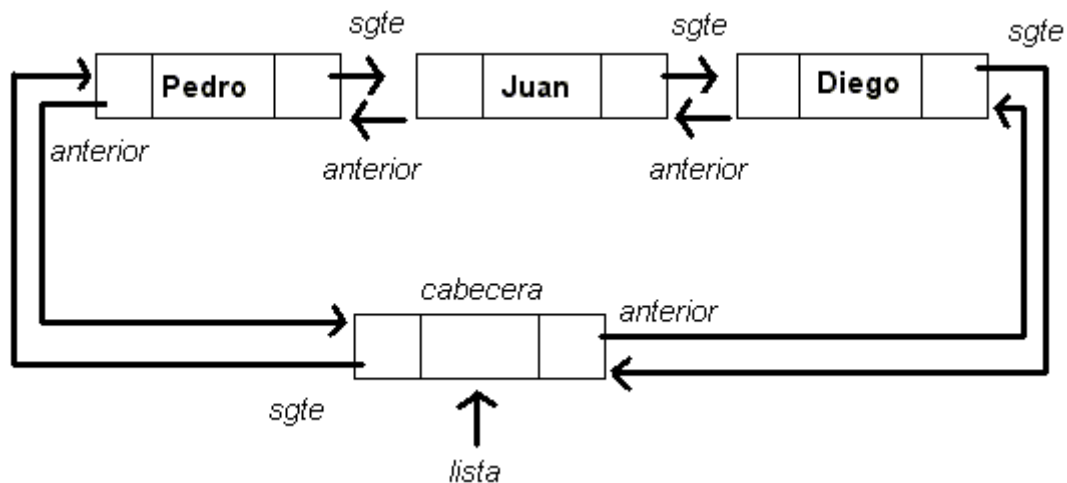 sgte sgte sgte
Pedro Juan Diego
anterior anterior anterior
cabecera
anterior
sgte
lista